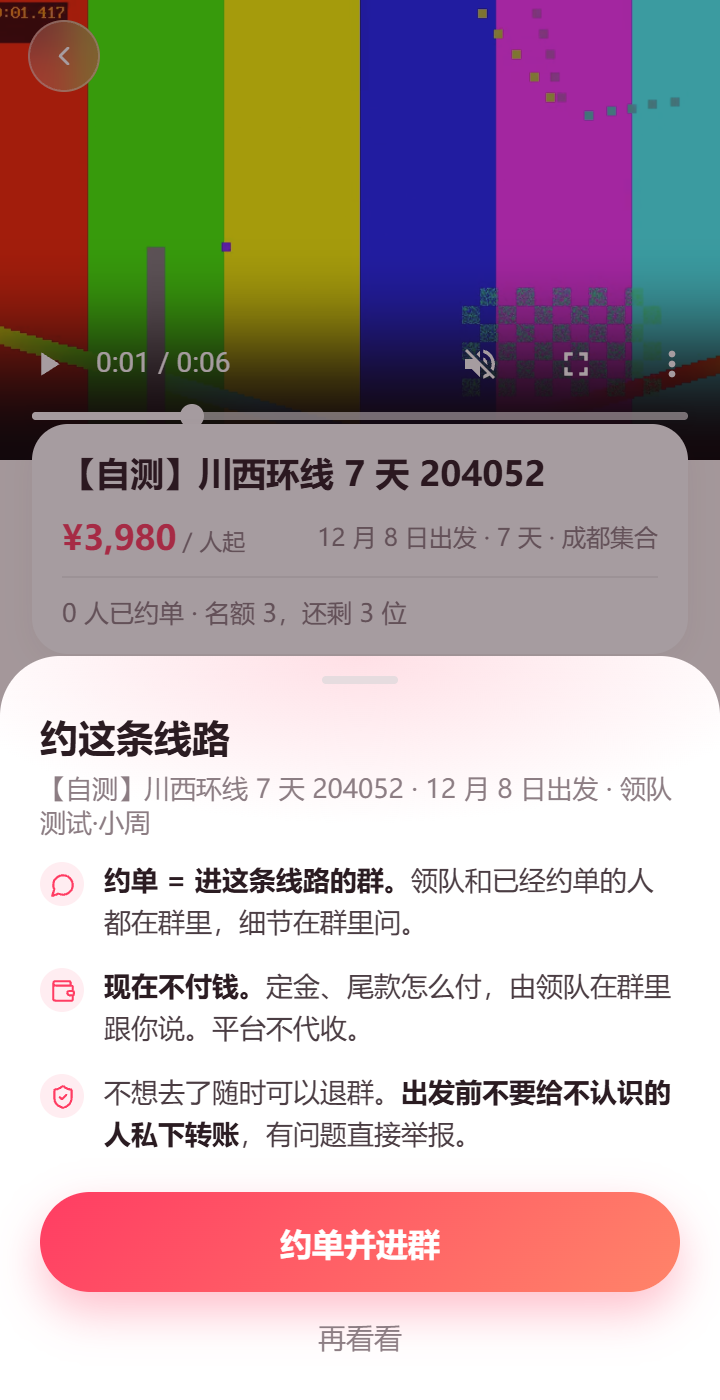 :01.417
0:01 / 0:06
【自测】川西环线 7 天 204052
¥3,980 / 人起
12 月 8 日出发 · 7 天 · 成都集合
0 人已约单 · 名额 3，还剩 3 位
约这条线路
【自测】川西环线 7 天 204052 · 12 月 8 日出发 · 领队
测试·小周
约单 = 进这条线路的群。领队和已经约单的人
都在群里，细节在群里问。
现在不付钱。定金、尾款怎么付，由领队在群里
跟你说。平台不代收。
不想去了随时可以退群。出发前不要给不认识的
人私下转账，有问题直接举报。
约单并进群
再看看